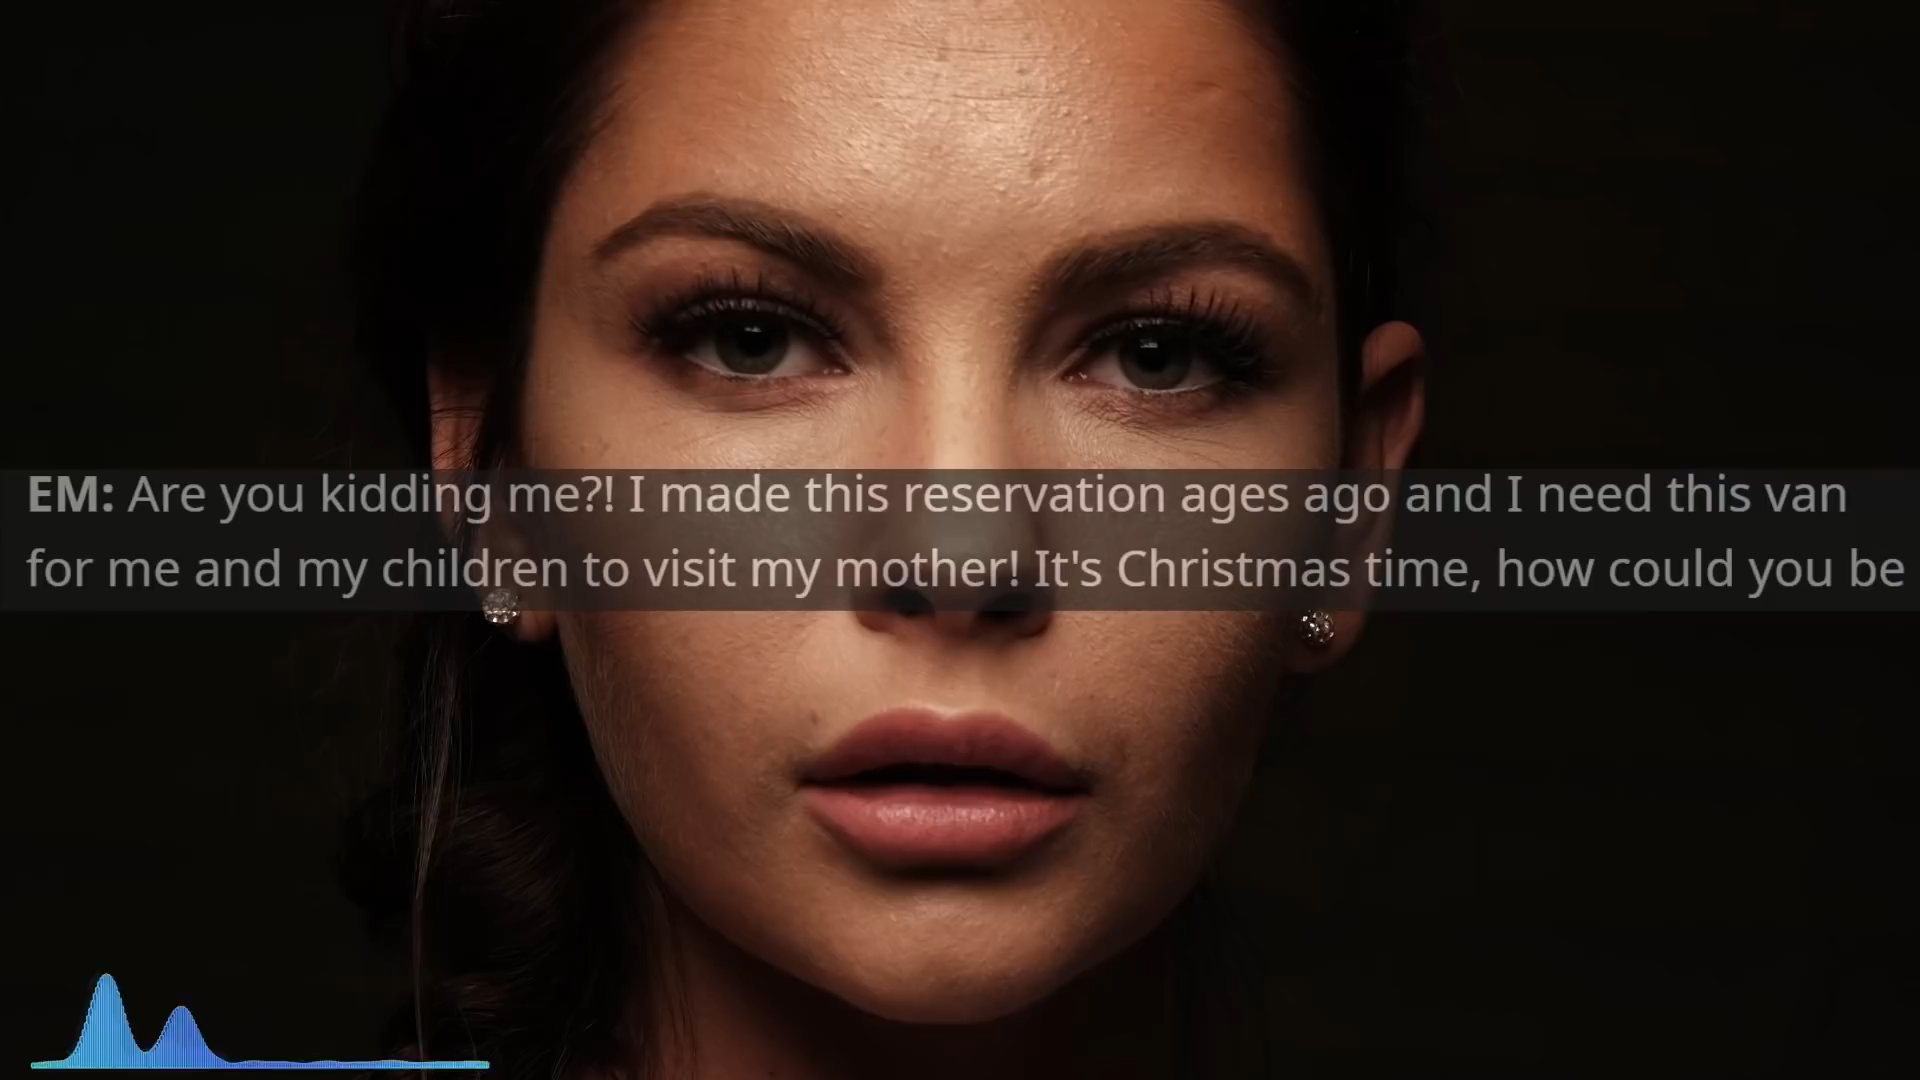 EM: Are you kidding me?! I made this reservation ages ago and I need this van
for me and my children to visit my mother! It's Christmas time, how could you be